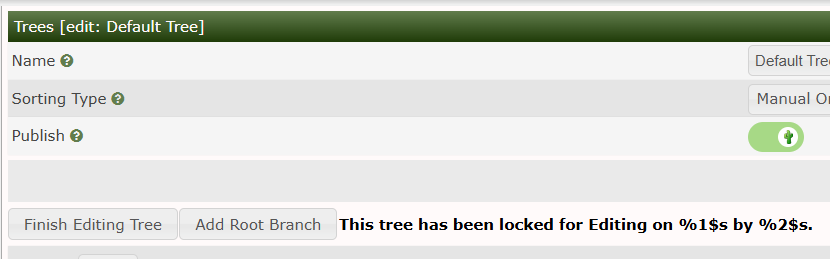 Trees [edit: Default Tree]
Name
Default Tre
Sorting Type
Manual Or
Publish
Finish Editing Tree
Add Root Branch
This tree has been locked for Editing on %1$s by %2$s.